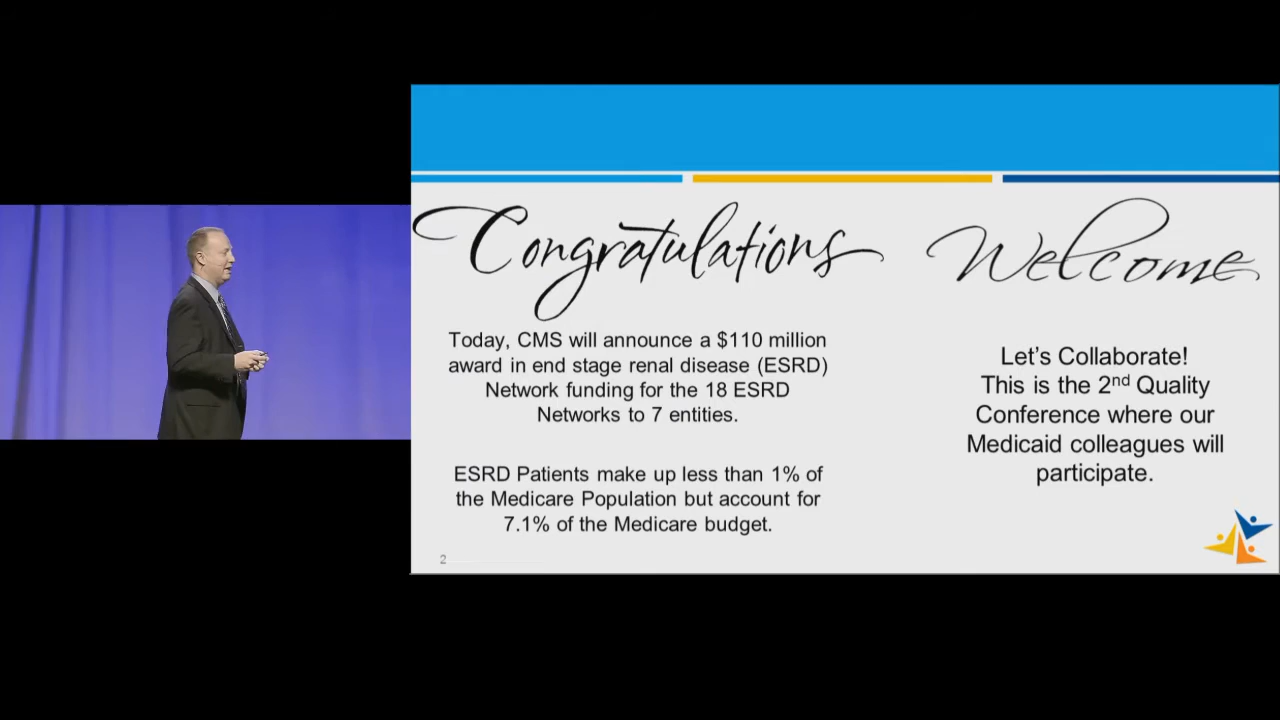 Congratulations
Today, CMS will announce a $110 million
award in end stage renal disease (ESRD)
Network funding for the 18 ESRD
Networks to 7 entities.
ESRD Patients make up less than 1% of
the Medicare Population but account for
7.1% of the Medicare budget.
2
Welcome
Let’s Collaborate!
This is the 2nd Quality
Conference where our
Medicaid colleagues will
participate.